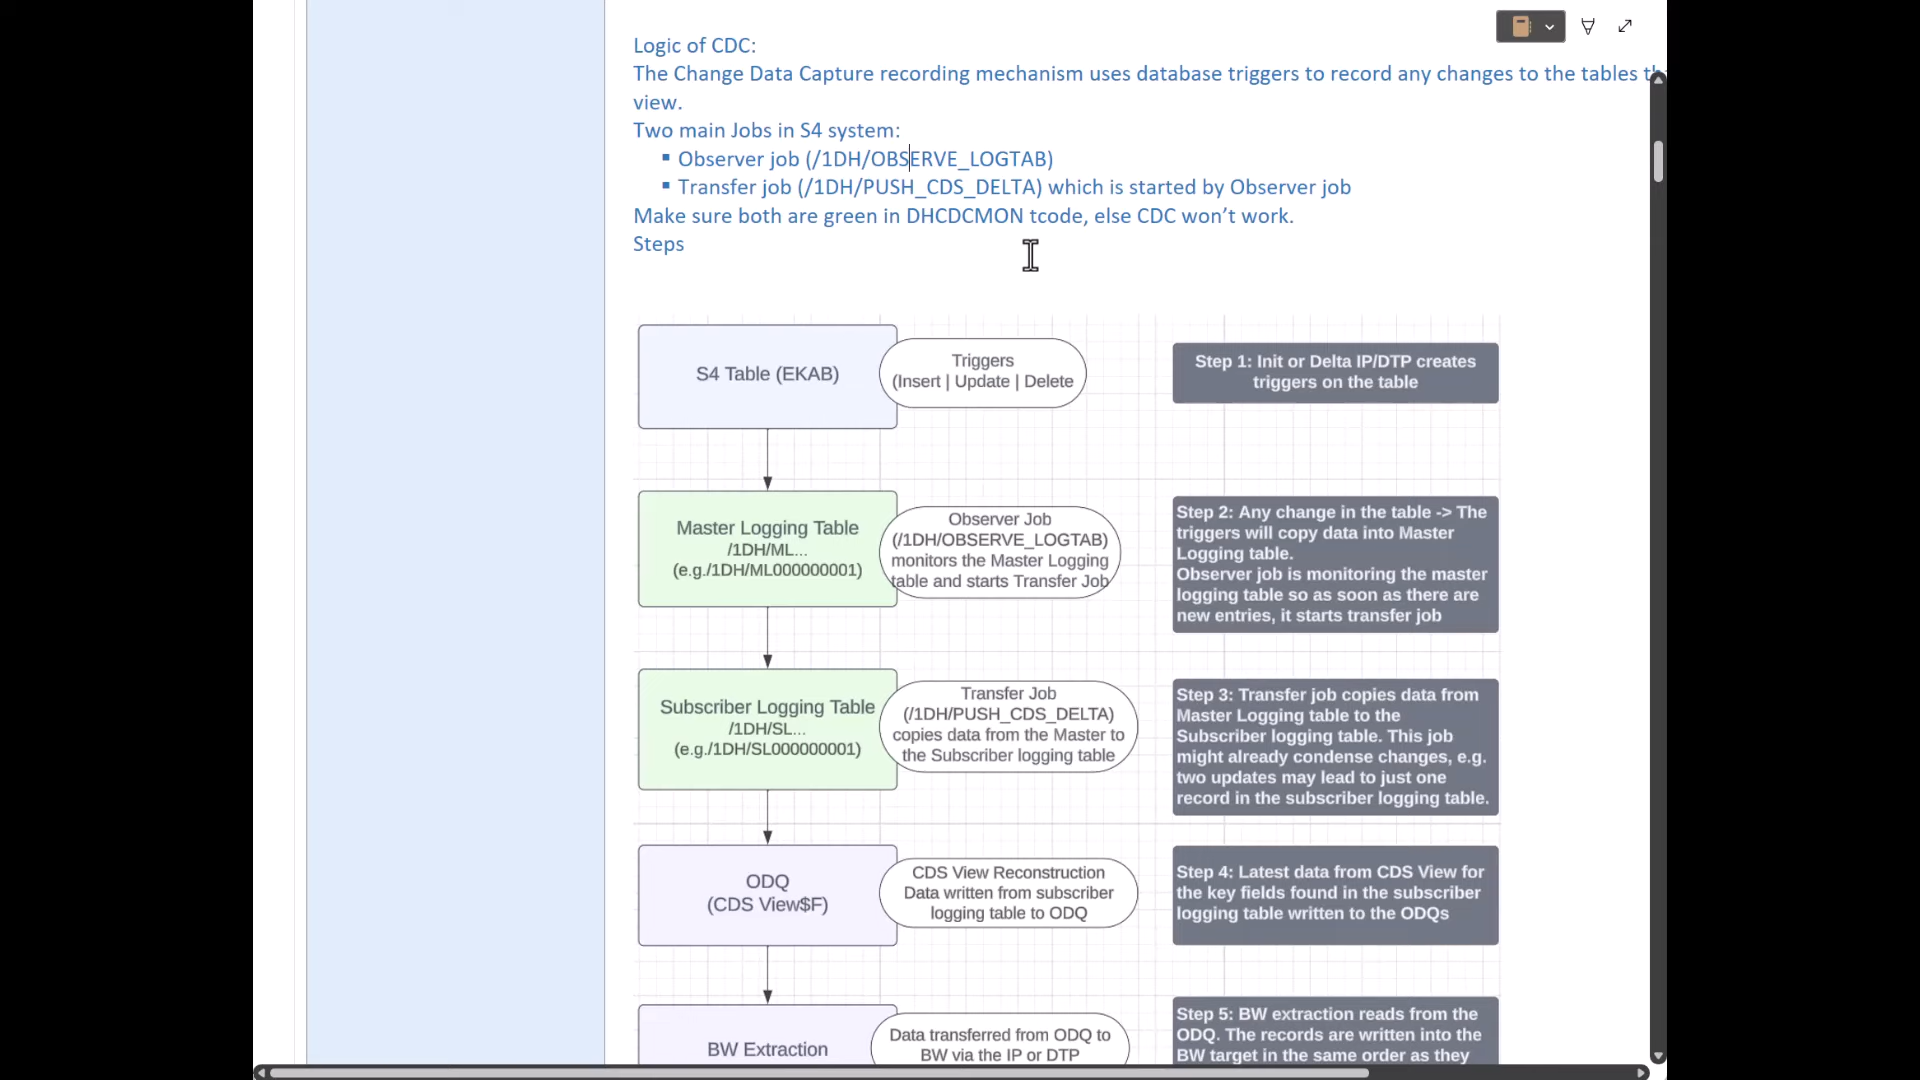 Logic of CDC:
The Change Data Capture recording mechanism uses database triggers to record any changes to the tables
view.
Two main Jobs in S4 system:
▪ Observer job (/1DH/OBSERVE_LOGTAB)
▪ Transfer job (/1DH/PUSH_CDS_DELTA) which is started by Observer job
Make sure both are green in DHCDCMON tcode, else CDC won’t work.
Steps
S4 Table (EKAB)
Triggers
(Insert | Update | Delete
Step 1: Init or Delta IP/DTP creates
triggers on the table
Master Logging Table
/1DH/ML...
(e.g./1DH/ML000000001)
Observer Job
(/1DH/OBSERVE_LOGTAB)
monitors the Master Logging
table and starts Transfer Job
Step 2: Any change in the table -> The
triggers will copy data into Master
Logging table.
Observer job is monitoring the master
logging table so as soon as there are
new entries, it starts transfer job
Subscriber Logging Table
/1DH/SL...
(e.g./1DH/SL000000001)
Transfer Job
(/1DH/PUSH_CDS_DELTA)
copies data from the Master to
the Subscriber logging table
Step 3: Transfer job copies data from
Master Logging table to the
Subscriber logging table. This job
might already condense changes, e.g.
two updates may lead to just one
record in the subscriber logging table.
ODQ
(CDS View$F)
CDS View Reconstruction
Data written from subscriber
logging table to ODQ
Step 4: Latest data from CDS View for
the key fields found in the subscriber
logging table written to the ODQs
BW Extraction
Data transferred from ODQ to
BW via the IP or DTP
Step 5: BW extraction reads from the
ODQ. The records are written into the
BW target in the same order as they